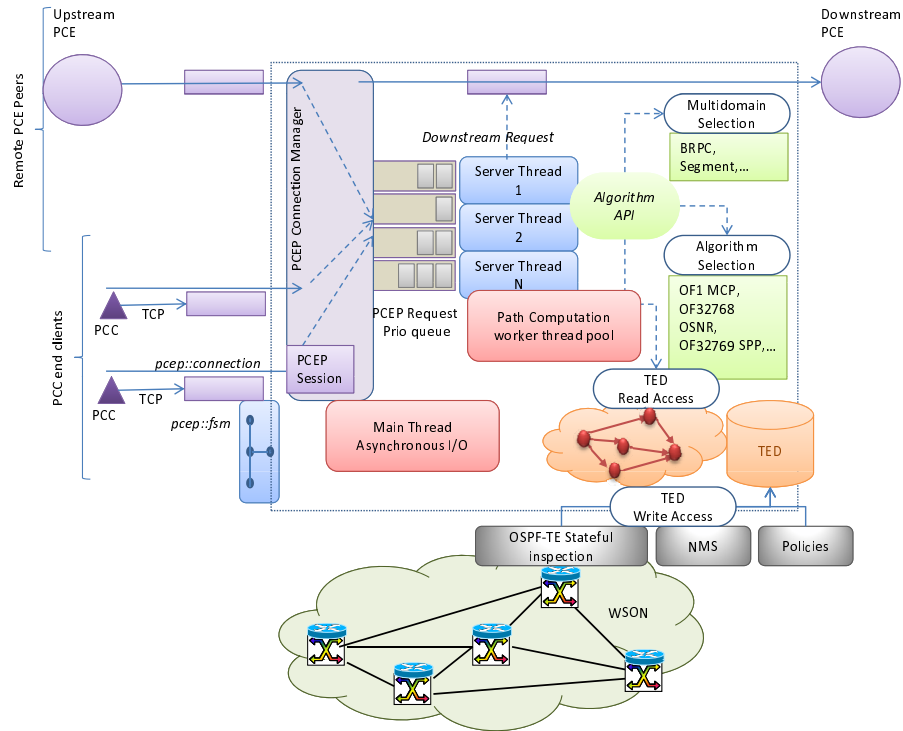 Upstream
PCE
Downstream
PCE
Remote PCE Peers
PCEP Connection Manager
Multidomain
Selection
Downstream Request
BRPC,
Segment,...
Server Thread
1
Algorithm
API
Server Thread
2
Algorithm
Selection
Server Thread
N
OF1 MCP,
OF32768
OSNR,
OF32769 SPP,...
PCEP Request
Prio queue
Path Computation
worker thread pool
PCC
TCP
PCC end clients
pcep::connection
PCEP
Session
PCC
TCP
TED
Read Access
pcep::fsm
Main Thread
Asynchronous I/O
TED
TED
Write Access
OSPF-TE Stateful
inspection
NMS
Policies
WSON